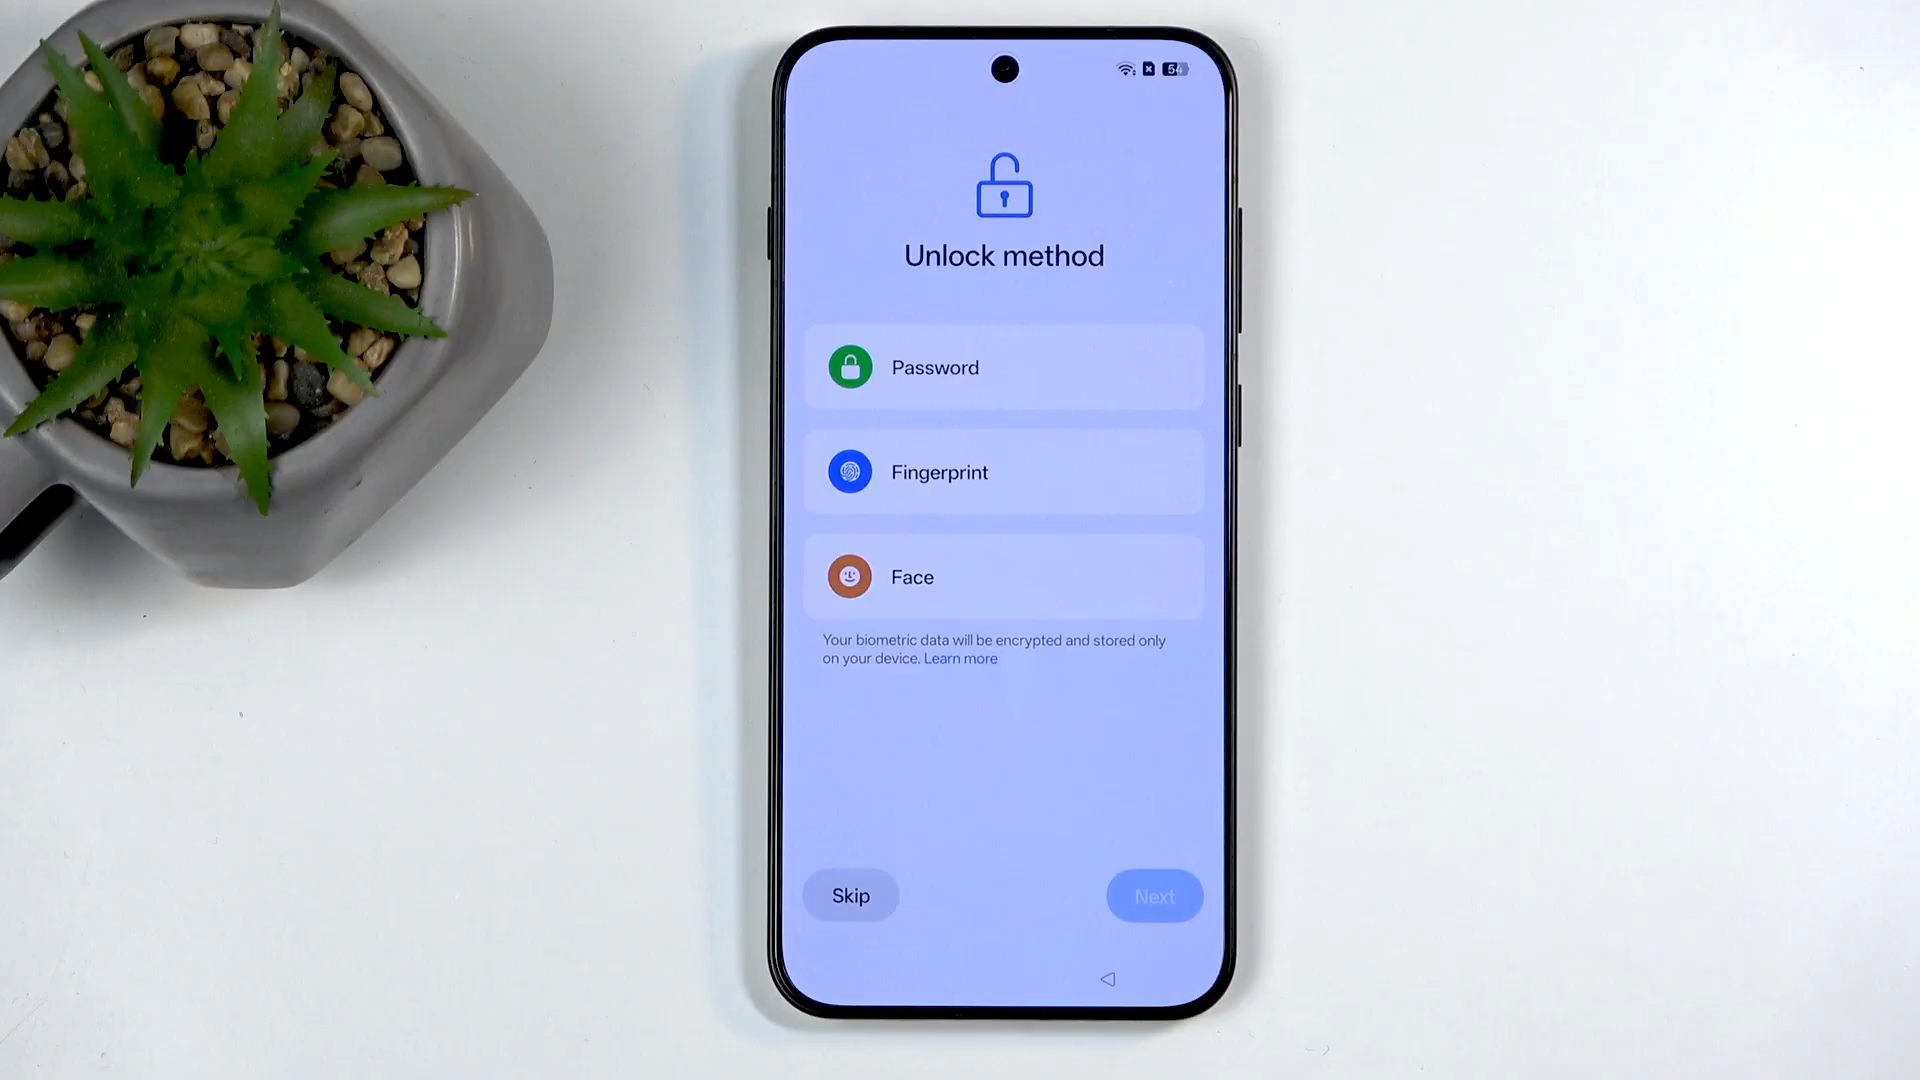 54
Unlock method
Password
Fingerprint
Face
Your biometric data will be encrypted and stored only
on your device. Learn more
Skip
Next